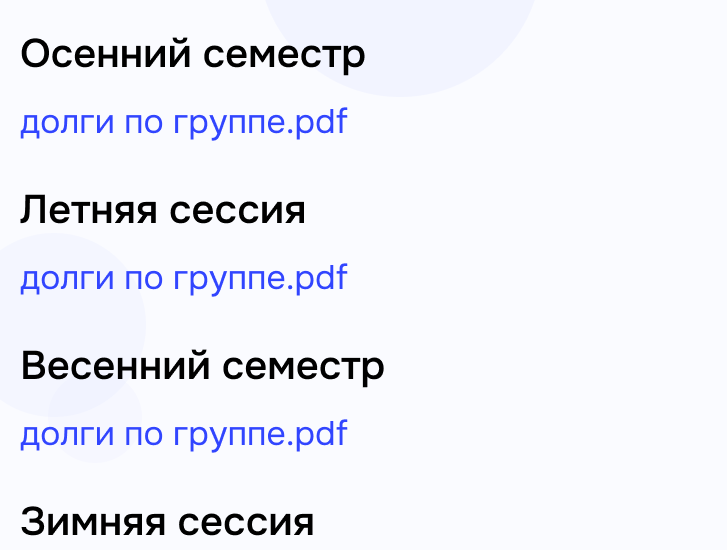 Осенний семестр
долги по группе.pdf
Летняя сессия
долги по группе.pdf
Весенний семестр
долги по группе.pdf
Зимняя сессия